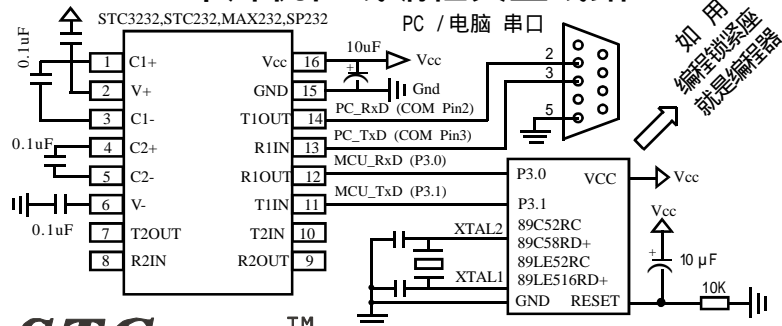 STC3232,STC232,MAX232,SP232
PC / 电脑 串口
如 用
编程锁紧座
就是编程器
0.1uF
1 C1+
2 V+
3 C1-
4 C2+
5 C2-
6 V-
7 T2OUT
8 R2IN
0.1uF
0.1uF
Vcc 16
GND 15
T1OUT 14
R1IN 13
R1OUT 12
T1IN 11
T2IN 10
R2OUT 9
10uF
+
Vcc
Gnd
PC_RxD (COM Pin2)
PC_TxD (COM Pin3)
MCU_RxD (P3.0)
MCU_TxD (P3.1)
2
3
5
XTAL2
XTAL1
P3.0
VCC
P3.1
89C52RC
89C58RD+
89LE52RC
89LE516RD+
GND
RESET
Vcc
Vcc
+
10 µF
10K
STC
TM